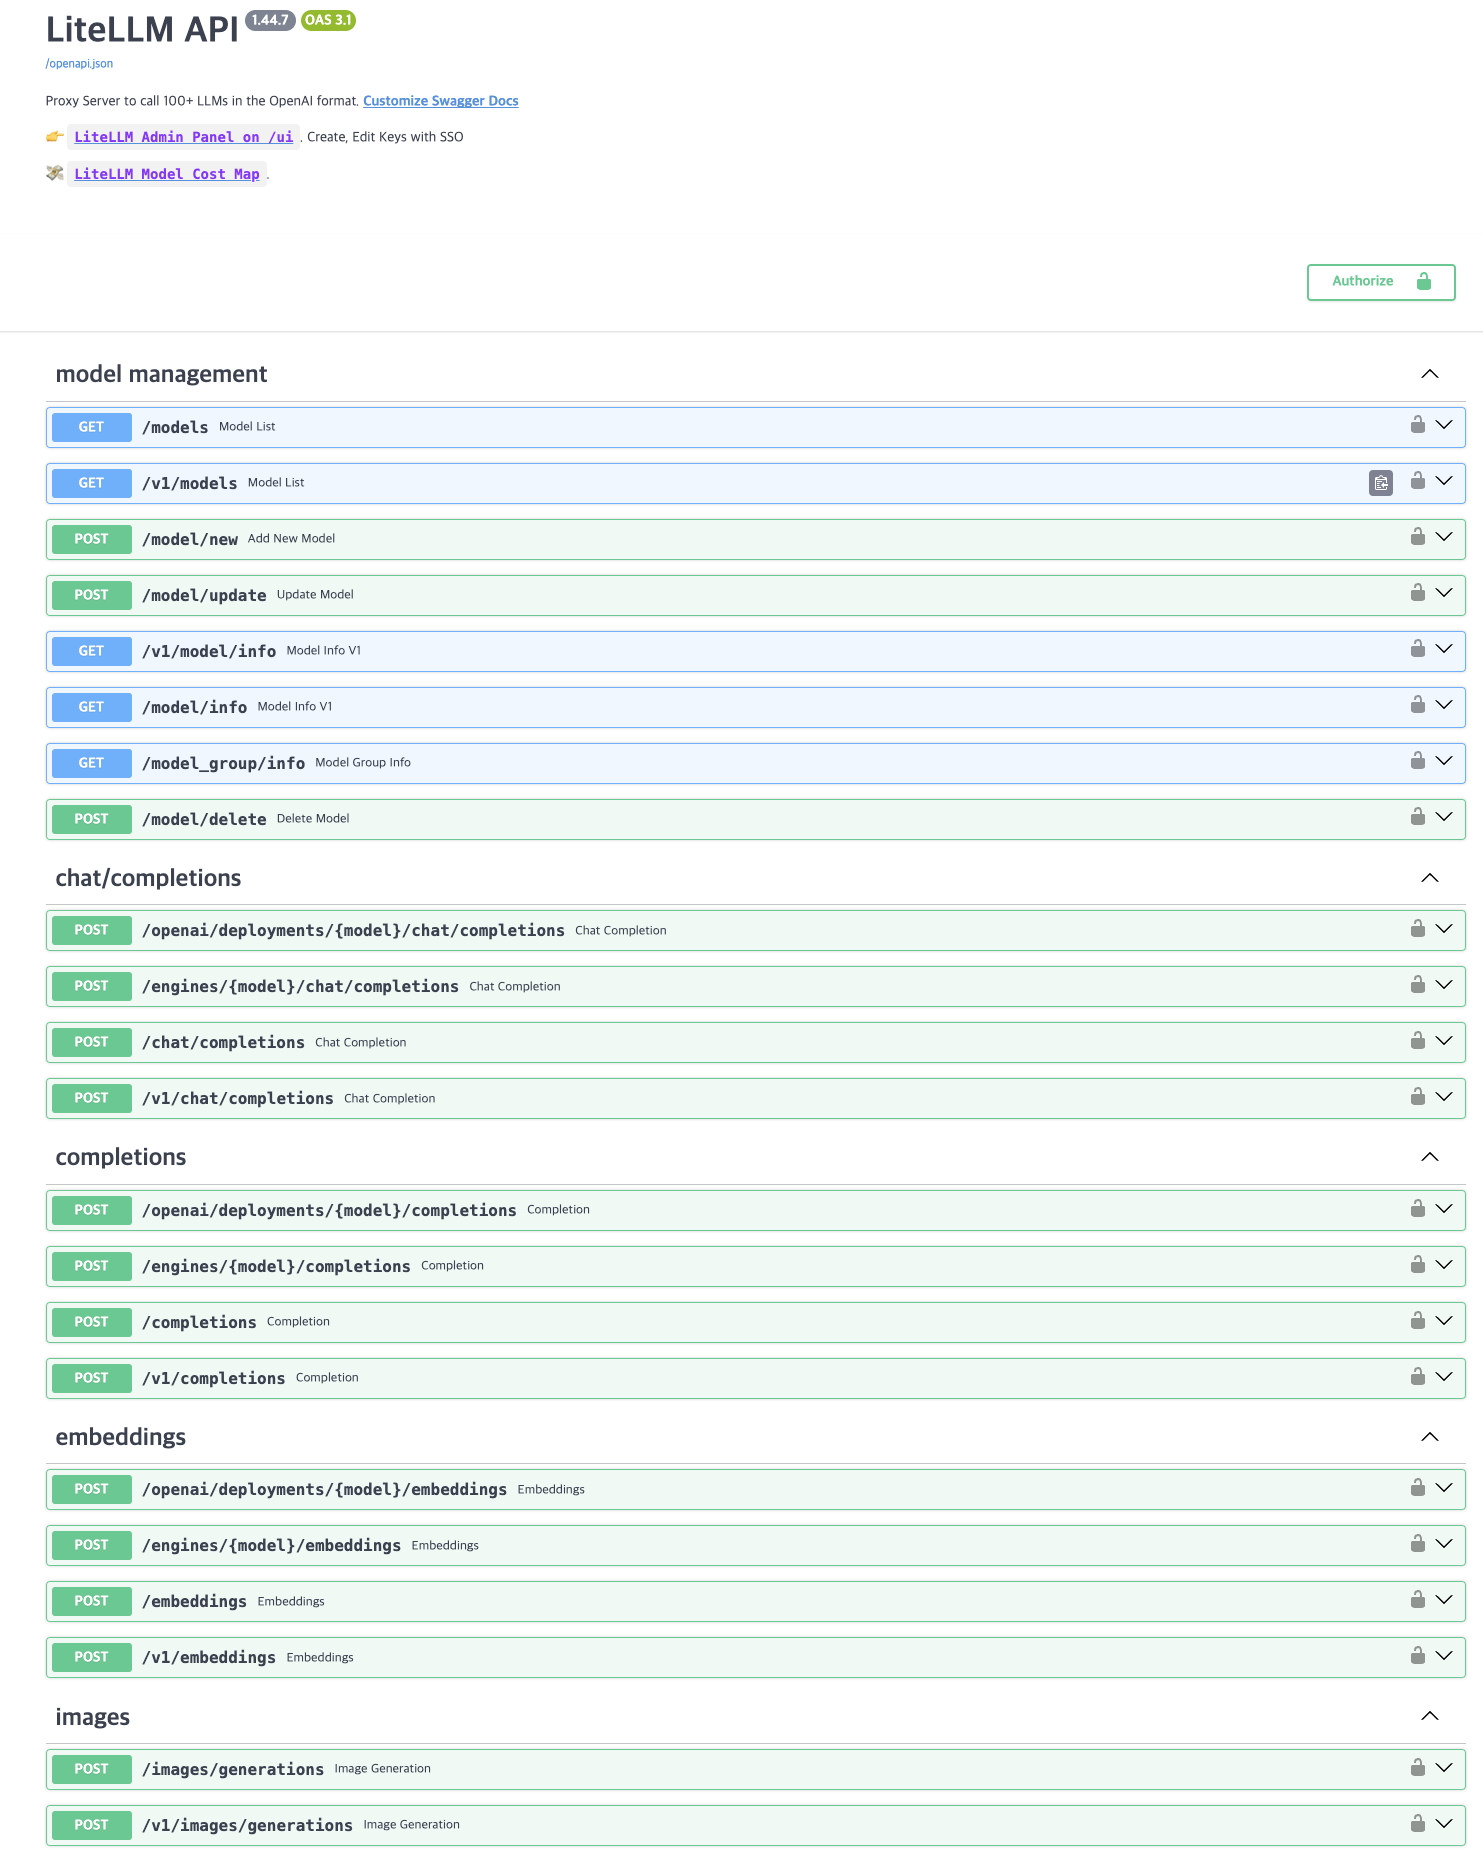 LiteLLM API 1.44.7 OAS 3.1
/openapi.json
Proxy Server to call 100+ LLMs in the OpenAI format. Customize Swagger Docs
👉 LiteLLM Admin Panel on /ui. Create, Edit Keys with SSO
💸 LiteLLM Model Cost Map.
Authorize
model management
GET /models Model List
GET /v1/models Model List
POST /model/new Add New Model
POST /model/update Update Model
GET /v1/model/info Model Info V1
GET /model/info Model Info V1
GET /model_group/info Model Group Info
POST /model/delete Delete Model
chat/completions
POST /openai/deployments/{model}/chat/completions Chat Completion
POST /engines/{model}/chat/completions Chat Completion
POST /chat/completions Chat Completion
POST /v1/chat/completions Chat Completion
completions
POST /openai/deployments/{model}/completions Completion
POST /engines/{model}/completions Completion
POST /completions Completion
POST /v1/completions Completion
embeddings
POST /openai/deployments/{model}/embeddings Embeddings
POST /engines/{model}/embeddings Embeddings
POST /embeddings Embeddings
POST /v1/embeddings Embeddings
images
POST /images/generations Image Generation
POST /v1/images/generations Image Generation